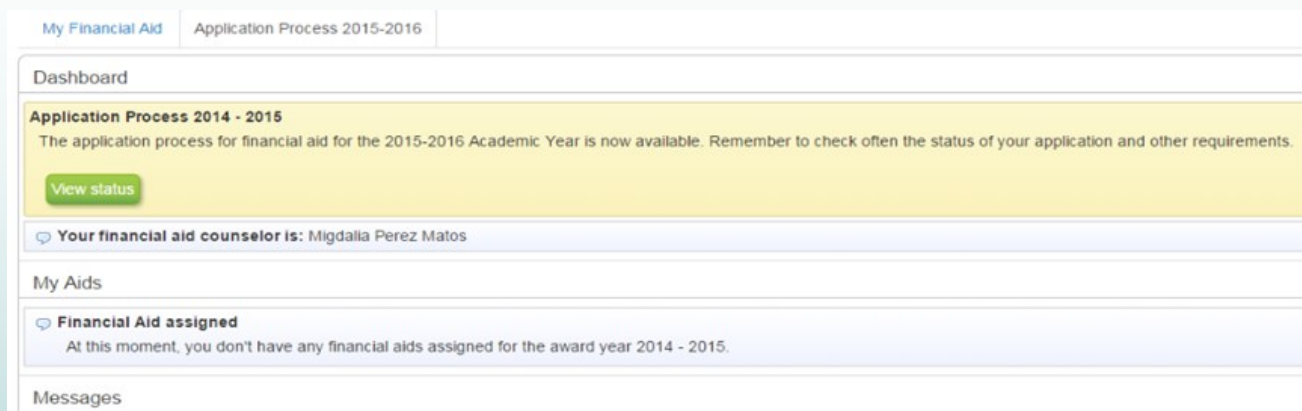 My Financial Aid Application Process 2015-2016
Dashboard
Application Process 2014 - 2015
The application process for financial aid for the 2015-2016 Academic Year is now available. Remember to check often the status of your application and other requirements.
View status
Your financial aid counselor is: Migdalia Perez Matos
My Aids
Financial Aid assigned
At this moment, you don't have any financial aids assigned for the award year 2014 - 2015.
Messages